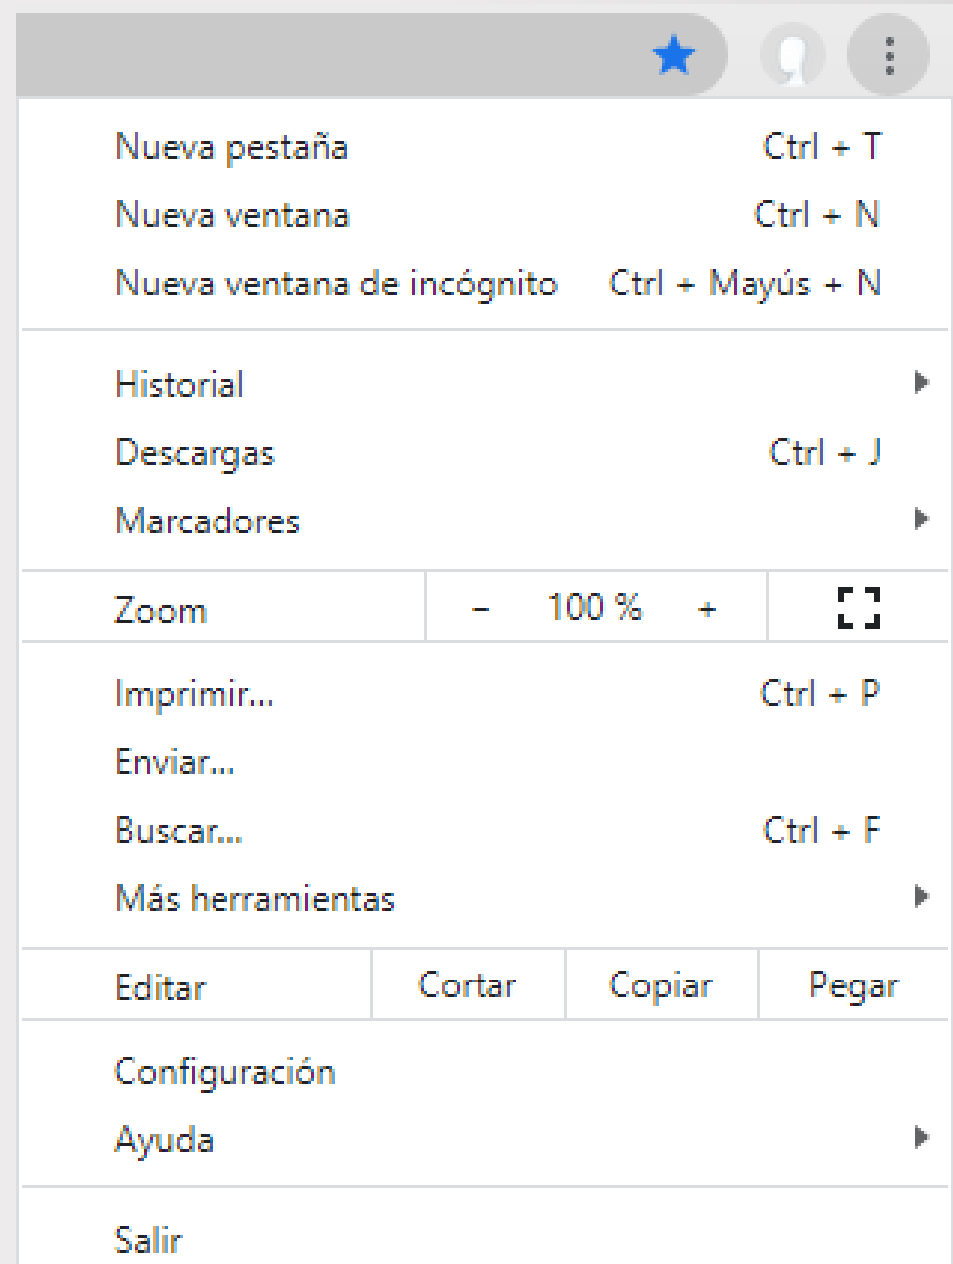 Nueva pestaña Ctrl + T
Nueva ventana Ctrl + N
Nueva ventana de incógnito Ctrl + Mayús + N
Historial
Descargas Ctrl + J
Marcadores
Zoom − 100 % +
Imprimir... Ctrl + P
Enviar...
Buscar... Ctrl + F
Más herramientas
Editar Cortar Copiar Pegar
Configuración
Ayuda
Salir